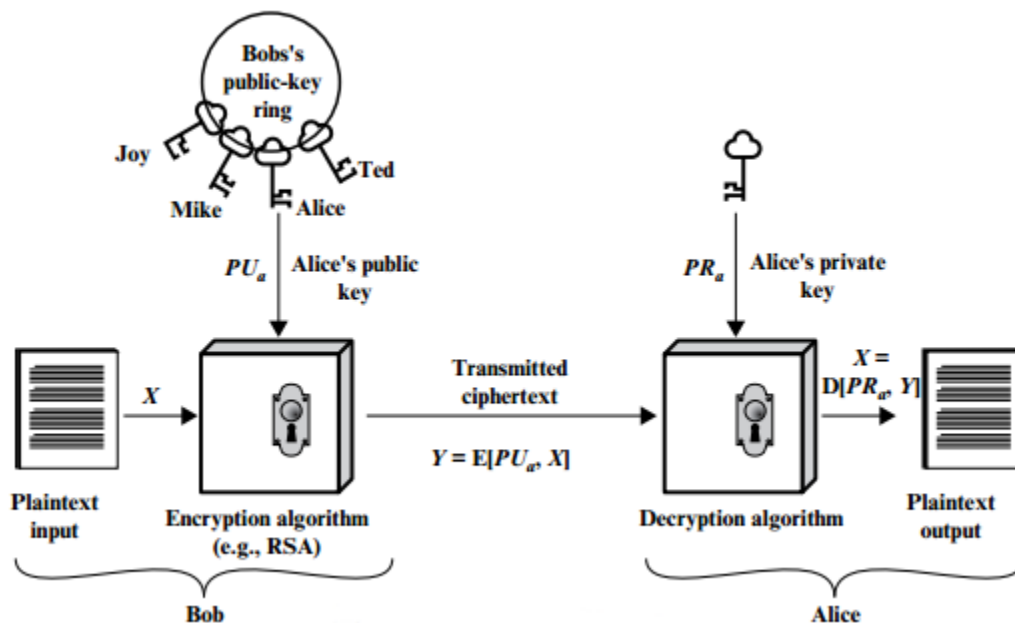 Bobs's
public-key
ring
Joy
Ted
Mike
Alice
PUa
Alice's public
key
PRa
Alice's private
key
X
Transmitted
ciphertext
X =
D[PRa, Y]
Y = E[PUa, X]
Plaintext
input
Encryption algorithm
(e.g., RSA)
Decryption algorithm
Plaintext
output
Bob
Alice